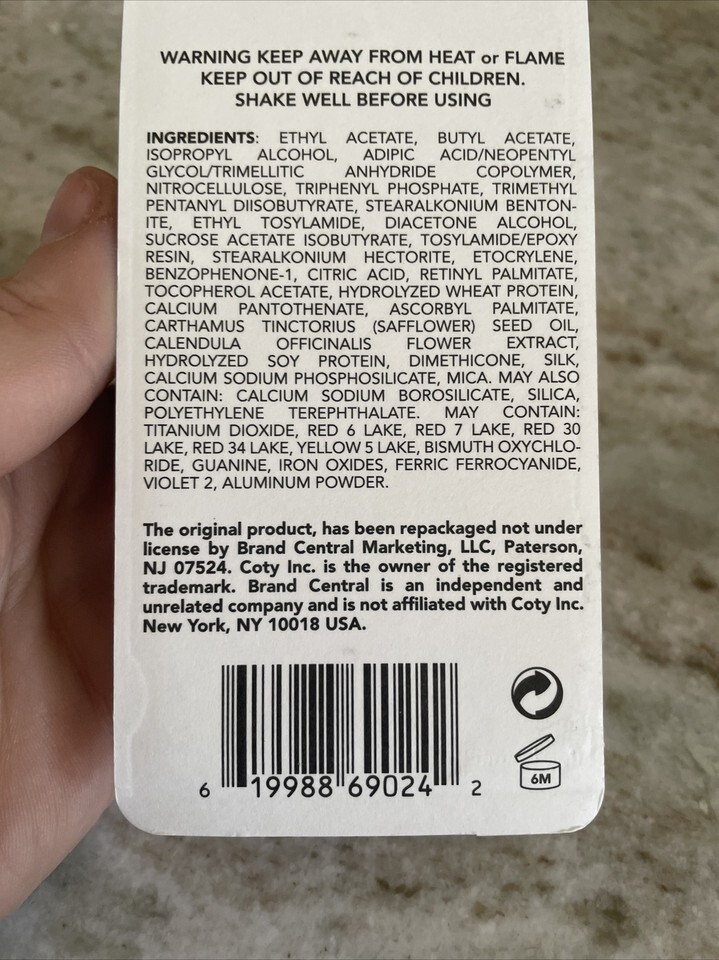 WARNING KEEP AWAY FROM HEAT or FLAME
KEEP OUT OF REACH OF CHILDREN.
SHAKE WELL BEFORE USING
INGREDIENTS: ETHYL ACETATE, BUTYL ACETATE,
ISOPROPYL ALCOHOL, ADIPIC ACID/NEOPENTYL
GLYCOL/TRIMELLITIC ANHYDRIDE COPOLYMER,
NITROCELLULOSE, TRIPHENYL PHOSPHATE, TRIMETHYL
PENTANYL DIISOBUTYRATE, STEARALKONIUM BENTON-
ITE, ETHYL TOSYLAMIDE, DIACETONE ALCOHOL,
SUCROSE ACETATE ISOBUTYRATE, TOSYLAMIDE/EPOXY
RESIN, STEARALKONIUM HECTORITE, ETOCRYLENE,
BENZOPHENONE-1, CITRIC ACID, RETINYL PALMITATE,
TOCOPHEROL ACETATE, HYDROLYZED WHEAT PROTEIN,
CALCIUM PANTOTHENATE, ASCORBYL PALMITATE,
CARTHAMUS TINCTORIUS (SAFFLOWER) SEED OIL,
CALENDULA OFFICINALIS FLOWER EXTRACT,
HYDROLYZED SOY PROTEIN, DIMETHICONE, SILK,
CALCIUM SODIUM PHOSPHOSILICATE, MICA. MAY ALSO
CONTAIN: CALCIUM SODIUM BOROSILICATE, SILICA,
POLYETHYLENE TEREPHTHALATE. MAY CONTAIN:
TITANIUM DIOXIDE, RED 6 LAKE, RED 7 LAKE, RED 30
LAKE, RED 34 LAKE, YELLOW 5 LAKE, BISMUTH OXYCHLO-
RIDE, GUANINE, IRON OXIDES, FERRIC FERROCYANIDE,
VIOLET 2, ALUMINUM POWDER.
The original product, has been repackaged not under
license by Brand Central Marketing, LLC, Paterson,
NJ 07524. Coty Inc. is the owner of the registered
trademark. Brand Central is an independent and
unrelated company and is not affiliated with Coty Inc.
New York, NY 10018 USA.
6 19988 69024 2
6M